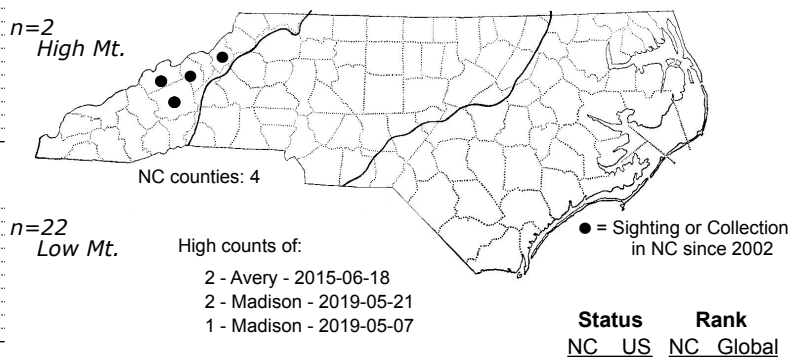 n=2
High Mt.
NC counties: 4
n=22
Low Mt.
High counts of:
2 - Avery - 2015-06-18
2 - Madison - 2019-05-21
1 - Madison - 2019-05-07
● = Sighting or Collection
in NC since 2002
Status Rank
NC US NC Global